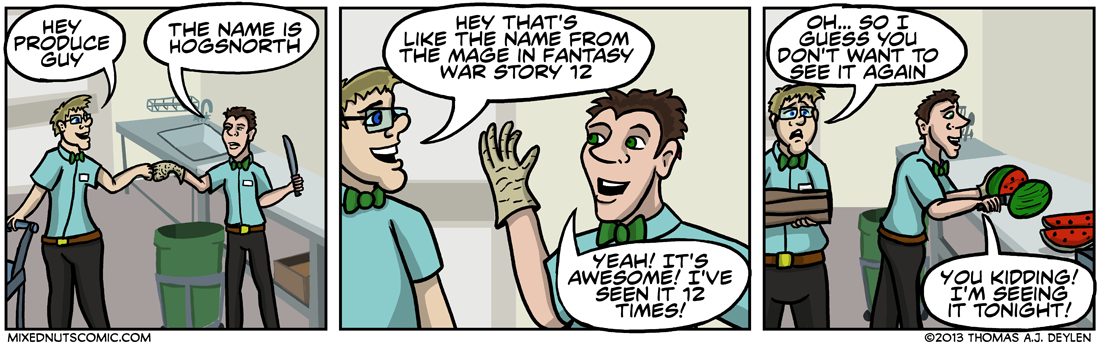 HEY
PRODUCE
GUY
THE NAME IS
HOGSNORTH
HEY THAT'S
LIKE THE NAME FROM
THE MAGE IN FANTASY
WAR STORY 12
YEAH! IT'S
AWESOME! I'VE
SEEN IT 12
TIMES!
OH... SO I
GUESS YOU
DON'T WANT TO
SEE IT AGAIN
YOU KIDDING!
I'M SEEING
IT TONIGHT!
MIXEDNUTSCOMIC.COM
©2013 THOMAS A.J. DEYLEN